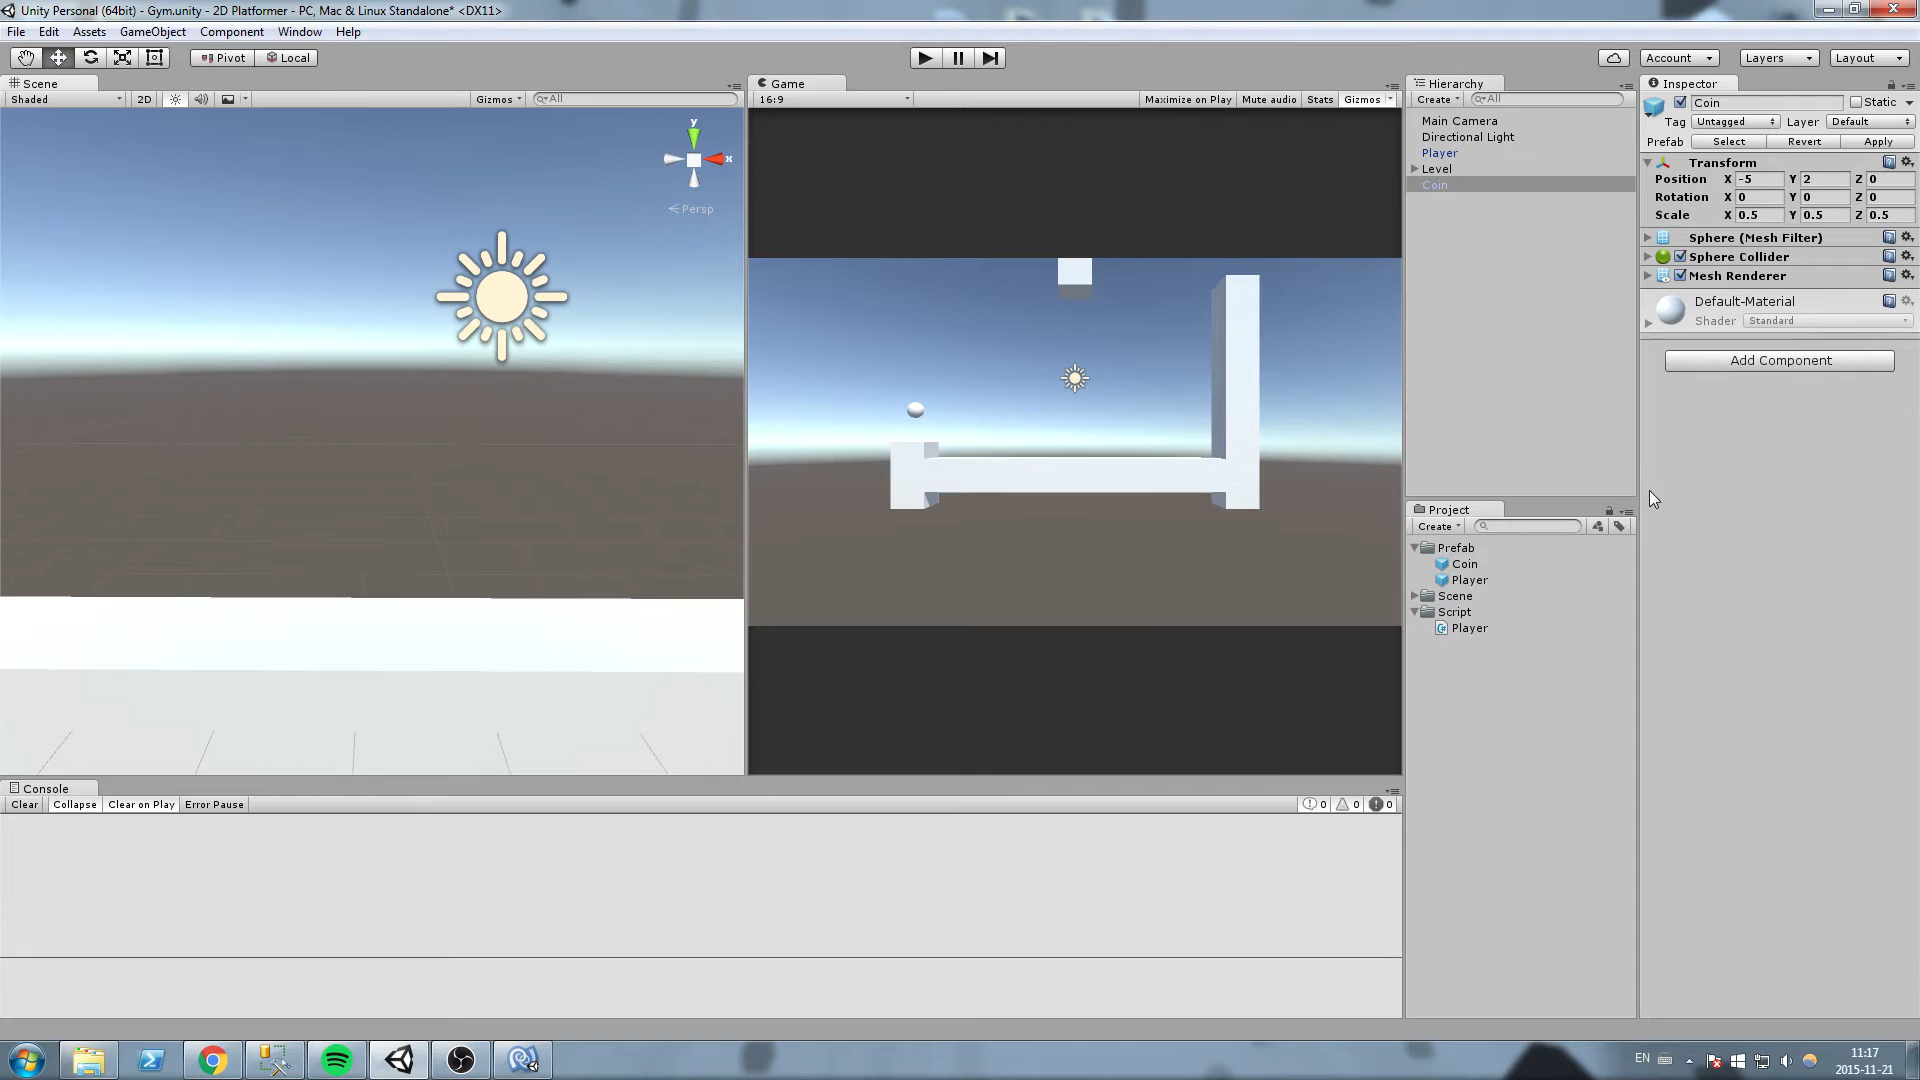 Unity Personal (64bit) - Gym.unity - 2D Platformer - PC, Mac & Linux Standalone* <DX11>
File Edit Assets GameObject Component Window Help
Pivot Local Account Layers Layout
Scene
Shaded 2D Gizmos All
y
x
Persp
Game
16:9 Maximize on Play Mute audio Stats Gizmos
Hierarchy
Create All
Main Camera
Directional Light
Player
Level
Coin
Project
Create
Prefab
Coin
Player
Scene
Script
Player
Inspector
Coin Static
Tag Untagged Layer Default
Prefab Select Revert Apply
Transform
Position X -5 Y 2 Z 0
Rotation X 0 Y 0 Z 0
Scale X 0.5 Y 0.5 Z 0.5
Sphere (Mesh Filter)
Sphere Collider
Mesh Renderer
Default-Material
Shader Standard
Add Component
Console
Clear Collapse Clear on Play Error Pause 0 0 0
EN 11:17
2015-11-21